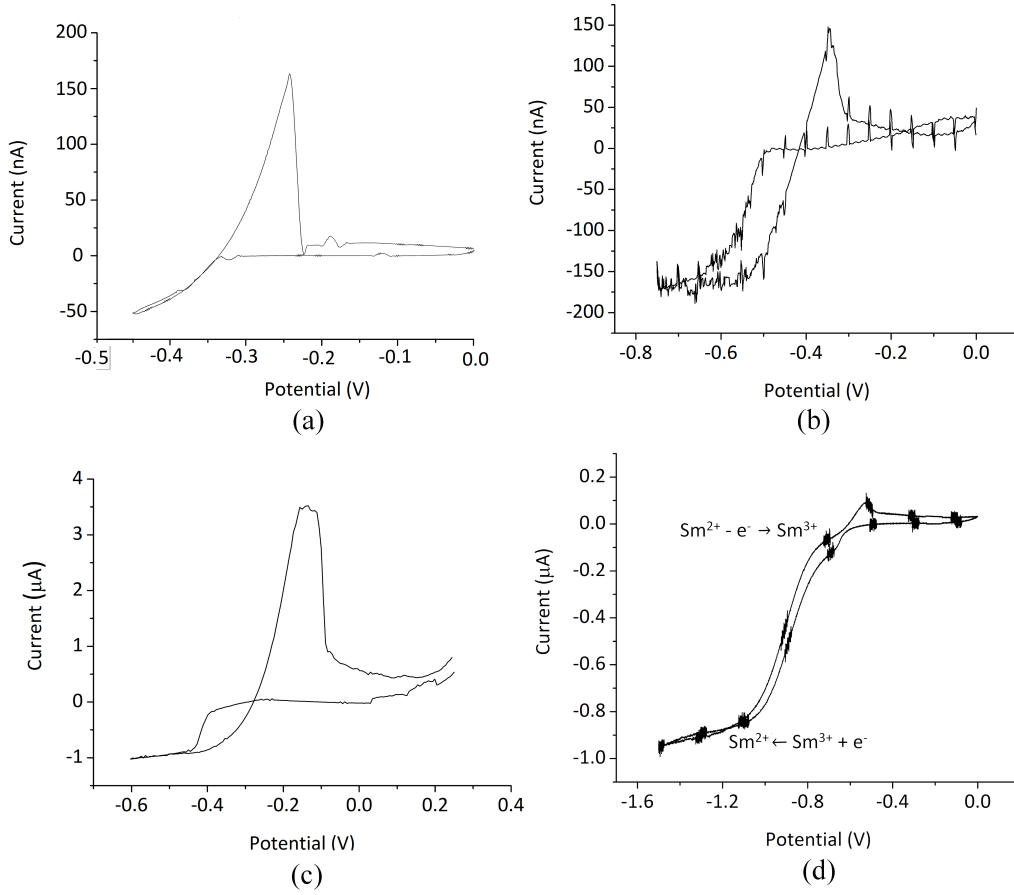 200
150
100
50
0
-50
Current (nA)
-0.5 -0.4 -0.3 -0.2 -0.1 0.0
Potential (V)
(a)
150
100
50
0
-50
-100
-150
-200
Current (nA)
-0.8 -0.6 -0.4 -0.2 0.0
Potential (V)
(b)
4
3
2
1
0
-1
Current (μA)
-0.6 -0.4 -0.2 0.0 0.2 0.4
Potential (V)
(c)
0.2
0.0
-0.2
-0.4
-0.6
-0.8
-1.0
Current (μA)
Sm²⁺ - e⁻ → Sm³⁺
Sm²⁺ ← Sm³⁺ + e⁻
-1.6 -1.2 -0.8 -0.4 0.0
Potential (V)
(d)